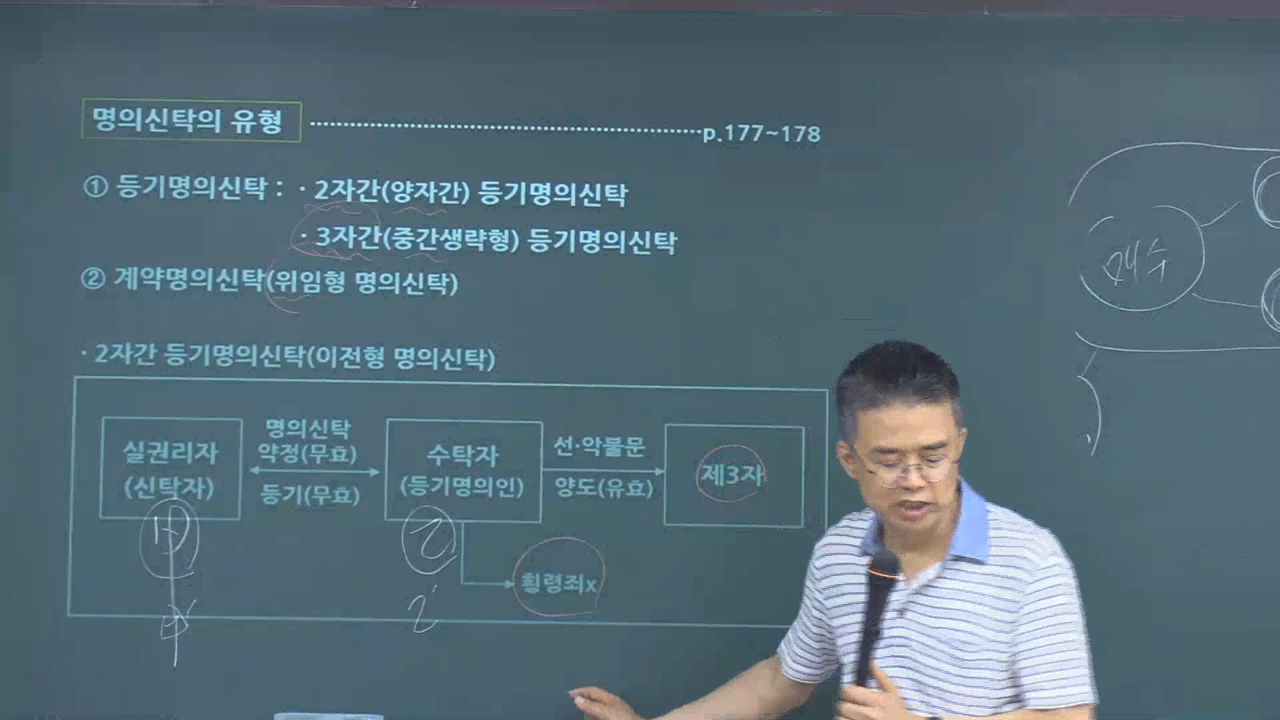 명의신탁의 유형 ........................................p.177~178
① 등기명의신탁 : · 2자간(양자간) 등기명의신탁
· 3자간(중간생략형) 등기명의신탁
② 계약명의신탁(위임형 명의신탁)
· 2자간 등기명의신탁(이전형 명의신탁)
실권리자
(신탁자)
명의신탁
약정(무효)
등기(무효)
수탁자
(등기명의인)
선·악불문
양도(유효)
제3자
횡령죄x
甲
乙
매수